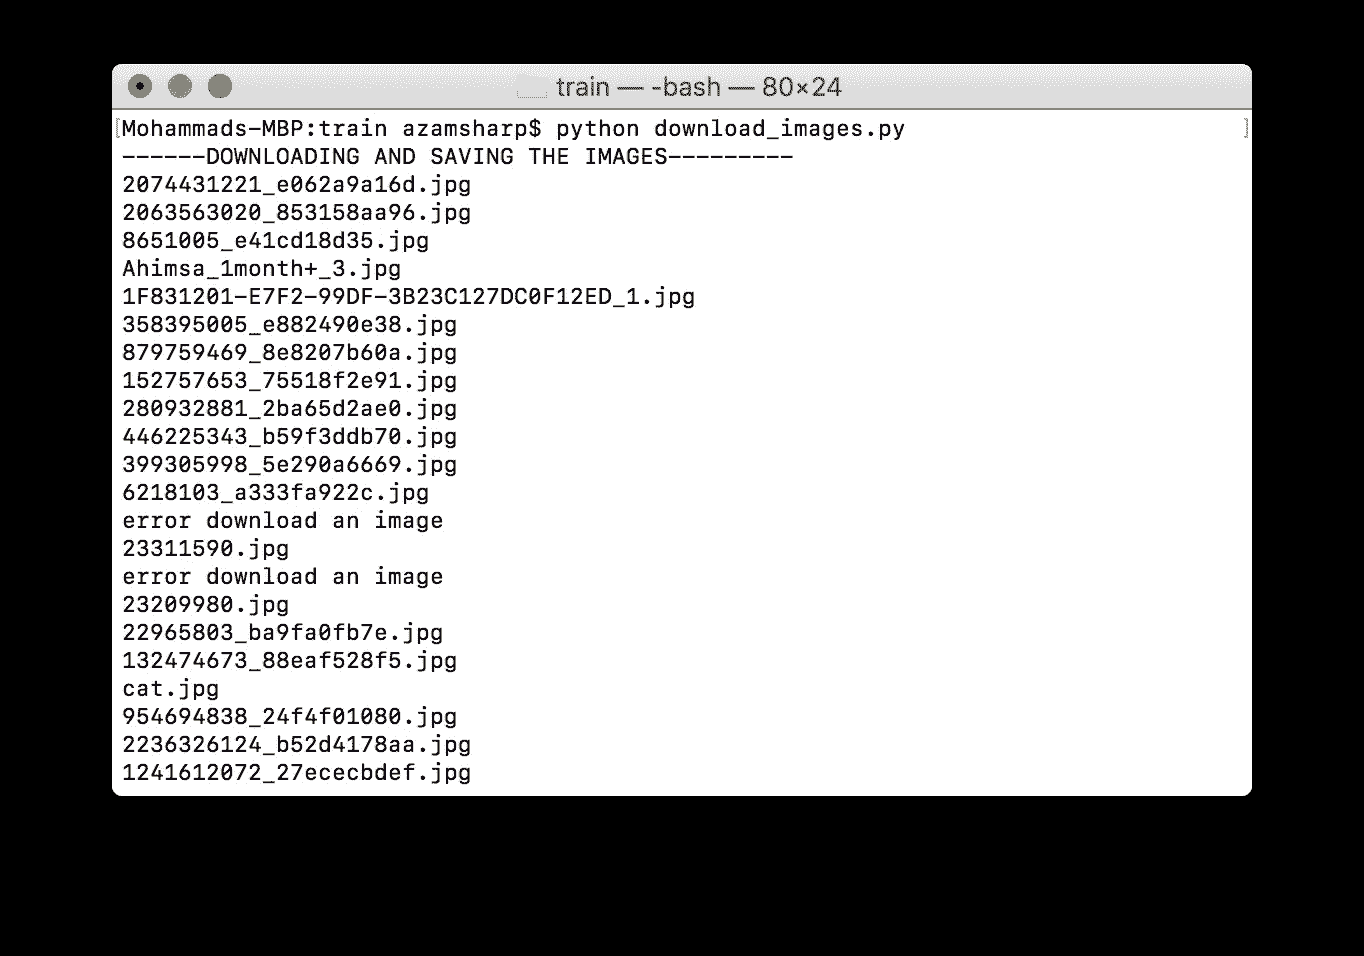 train — -bash — 80×24
Mohammads-MBP:train azamsharp$ python download_images.py
------DOWNLOADING AND SAVING THE IMAGES---------
2074431221_e062a9a16d.jpg
2063563020_853158aa96.jpg
8651005_e41cd18d35.jpg
Ahimsa_1month+_3.jpg
1F831201-E7F2-99DF-3B23C127DC0F12ED_1.jpg
358395005_e882490e38.jpg
879759469_8e8207b60a.jpg
152757653_75518f2e91.jpg
280932881_2ba65d2ae0.jpg
446225343_b59f3ddb70.jpg
399305998_5e290a6669.jpg
6218103_a333fa922c.jpg
error download an image
23311590.jpg
error download an image
23209980.jpg
22965803_ba9fa0fb7e.jpg
132474673_88eaf528f5.jpg
cat.jpg
954694838_24f4f01080.jpg
2236326124_b52d4178aa.jpg
1241612072_27ececbdef.jpg